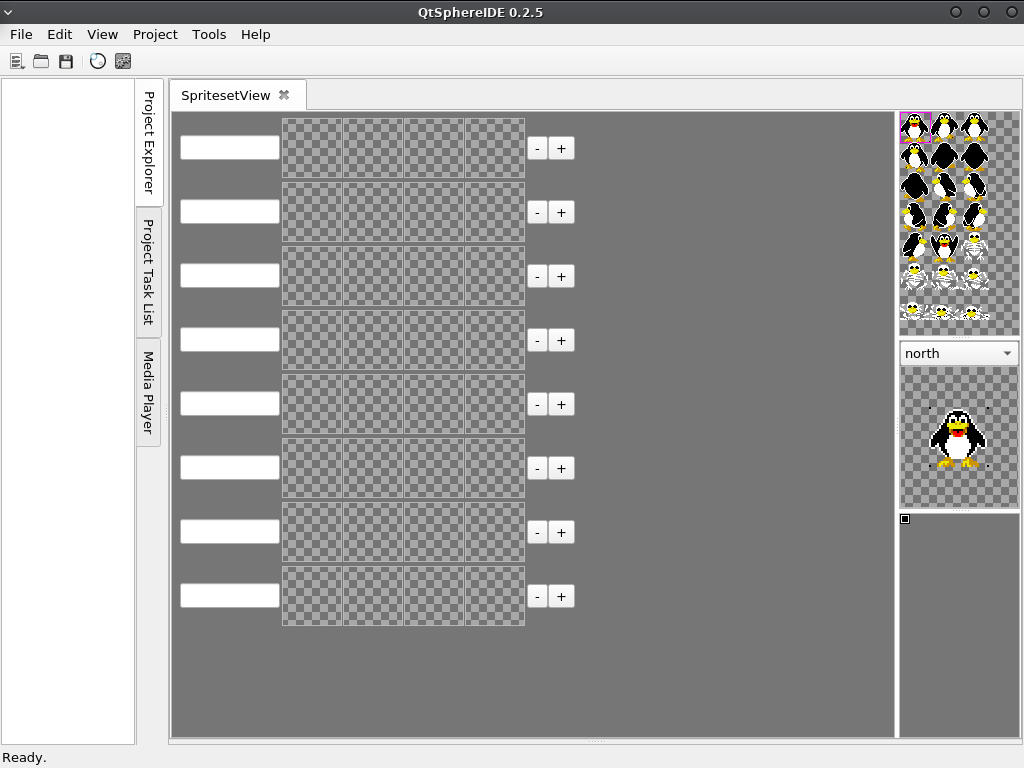 QtSphereIDE 0.2.5
File Edit View Project Tools Help
Project Explorer
Project Task List
Media Player
SpritesetView
- +
- +
- +
- +
- +
- +
- +
- +
north
Ready.